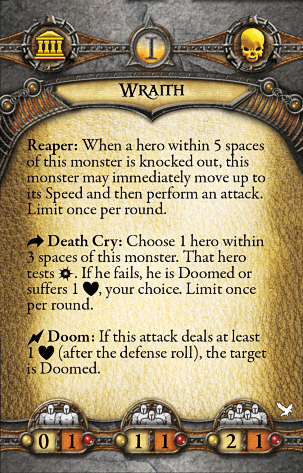 I
WRAITH
Reaper: When a hero within 5 spaces
of this monster is knocked out, this
monster may immediately move up to
its Speed and then perform an attack.
Limit once per round.
Death Cry: Choose 1 hero within
3 spaces of this monster. That hero
tests . If he fails, he is Doomed or
suffers 1 , your choice. Limit once
per round.
Doom: If this attack deals at least
1 (after the defense roll), the target
is Doomed.
0 1 1 1 2 1